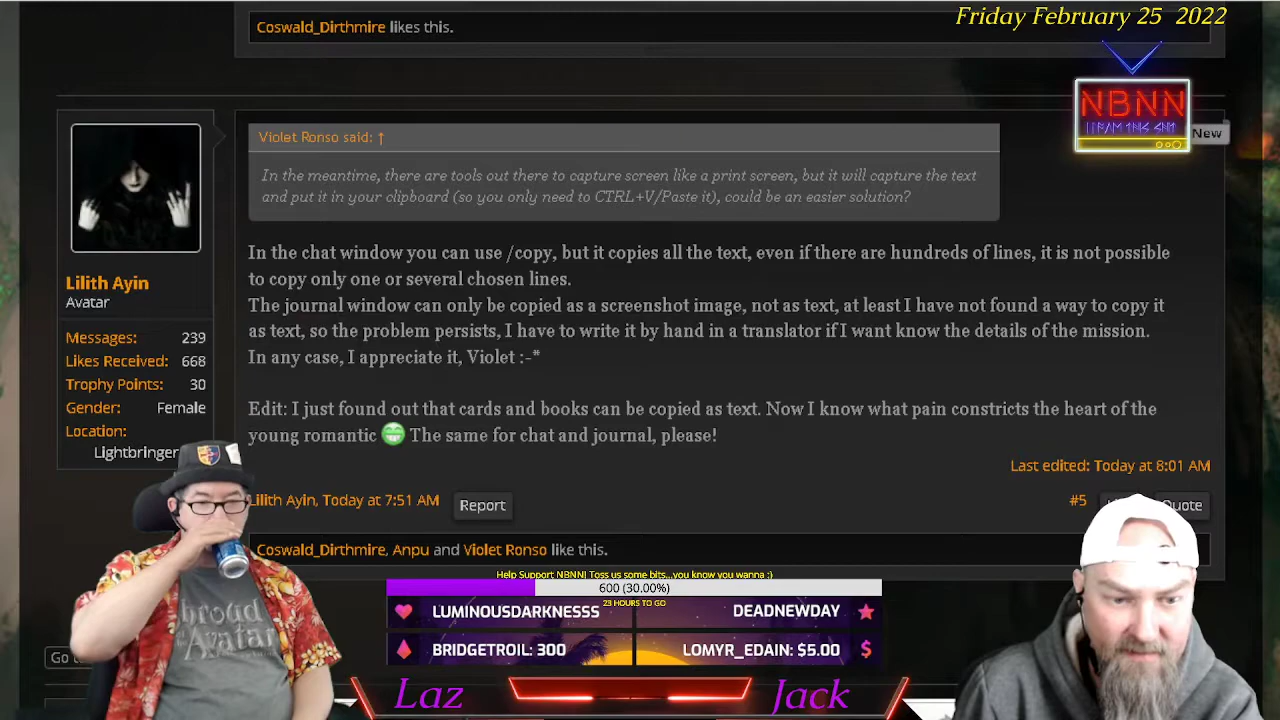 Friday February 25 2022
Coswald_Dirthmire likes this.
NBNN
New
Violet Ronso said: ↑
In the meantime, there are tools out there to capture screen like a print screen, but it will capture the text
and put it in your clipboard (so you only need to CTRL+V/Paste it), could be an easier solution?
In the chat window you can use /copy, but it copies all the text, even if there are hundreds of lines, it is not possible
to copy only one or several chosen lines.
The journal window can only be copied as a screenshot image, not as text, at least I have not found a way to copy it
as text, so the problem persists, I have to write it by hand in a translator if I want know the details of the mission.
In any case, I appreciate it, Violet :-*
Edit: I just found out that cards and books can be copied as text. Now I know what pain constricts the heart of the
young romantic The same for chat and journal, please!
Lilith Ayin
Avatar
Messages: 239
Likes Received: 668
Trophy Points: 30
Gender: Female
Location:
Lightbringer
Last edited: Today at 8:01 AM
Lilith Ayin, Today at 7:51 AM
Report
#5
Quote
Coswald_Dirthmire, Anpu and Violet Ronso like this.
Help Support NBNN! Toss us some bits...you know you wanna :)
600 (30.00%)
23 HOURS TO GO
LUMINOUSDARKNESSS
DEADNEWDAY
BRIDGETROIL: 300
LOMYR_EDAIN: $5.00
proud
Avatar
Go
Laz
Jack